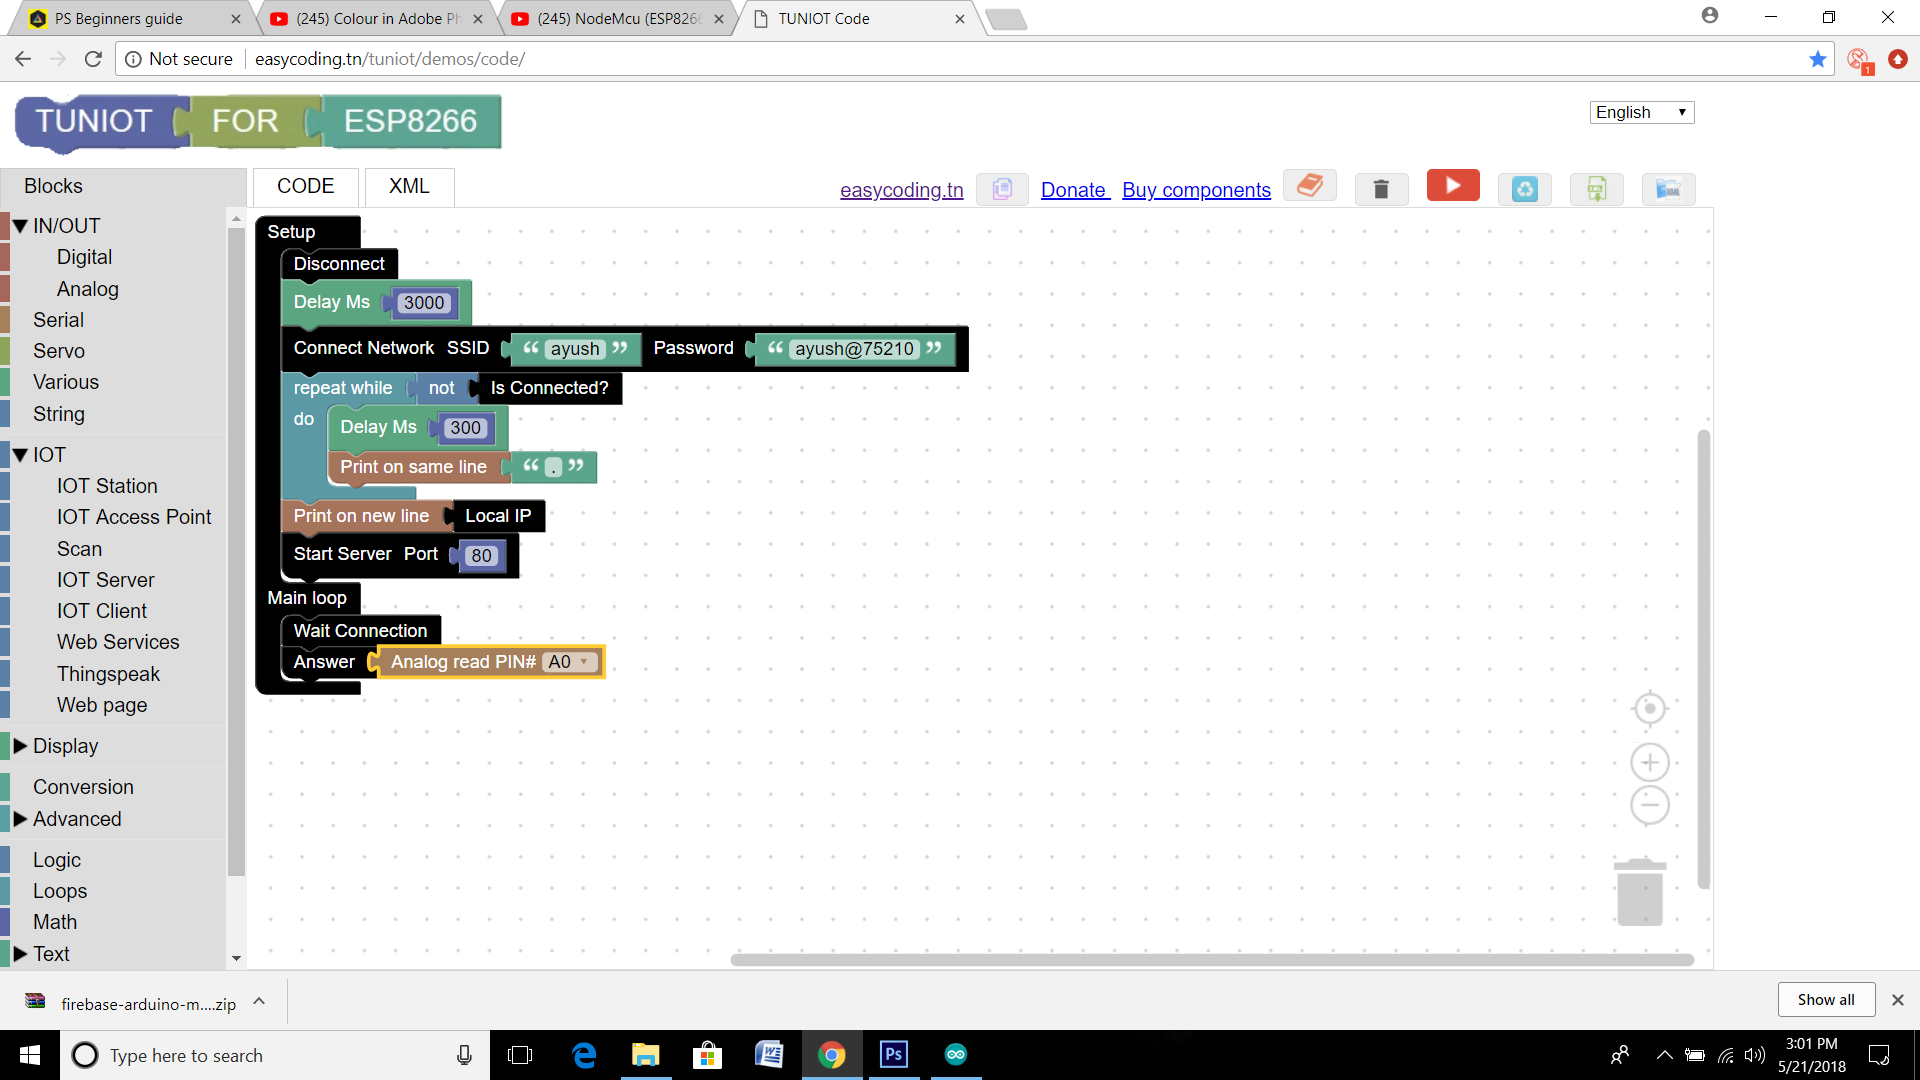 PS Beginners guide
(245) Colour in Adobe Ph
(245) NodeMcu (ESP826
TUNIOT Code
Not secure
easycoding.tn/tuniot/demos/code/
1
TUNIOT FOR ESP8266
English
Blocks
CODE
XML
easycoding.tn
Donate
Buy components
IN/OUT
Digital
Analog
Serial
Servo
Various
String
IOT
IOT Station
IOT Access Point
Scan
IOT Server
IOT Client
Web Services
Thingspeak
Web page
Display
Conversion
Advanced
Logic
Loops
Math
Text
Setup
Disconnect
Delay Ms 3000
Connect Network SSID “ ayush ” Password “ ayush@75210 ”
repeat while not Is Connected?
do Delay Ms 300
Print on same line “ . ”
Print on new line Local IP
Start Server Port 80
Main loop
Wait Connection
Answer Analog read PIN# A0
firebase-arduino-m....zip
Show all
Type here to search
Ps
3:01 PM
5/21/2018